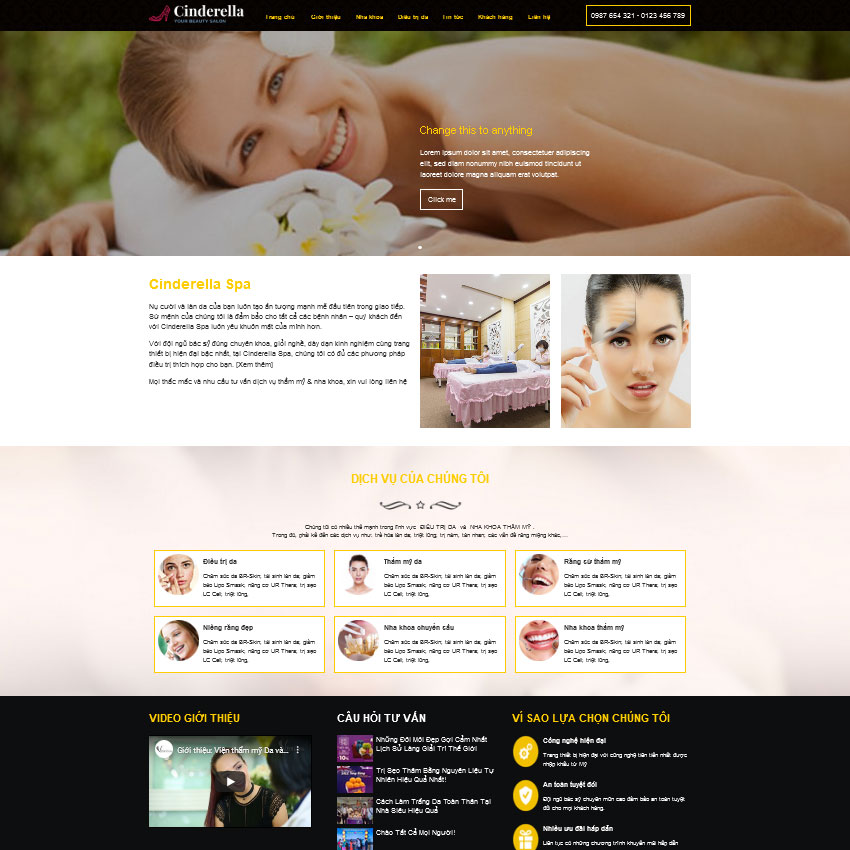 Cinderella
YOUR BEAUTY SALON
Trang chủ
Giới thiệu
Nha khoa
Điều trị da
Tin tức
Khách hàng
Liên hệ
0987 654 321 - 0123 456 789
Change this to anything
Lorem ipsum dolor sit amet, consectetuer adipiscing
elit, sed diam nonummy nibh euismod tincidunt ut
laoreet dolore magna aliquam erat volutpat.
Click me
Cinderella Spa
Nụ cười và làn da của bạn luôn tạo ấn tượng mạnh mẽ đầu tiên trong giao tiếp.
Sứ mệnh của chúng tôi là đảm bảo cho tất cả các bệnh nhân – quý khách đến
với Cinderella Spa luôn yêu khuôn mặt của mình hơn.
Với đội ngũ bác sỹ đúng chuyên khoa, giỏi nghề, dày dạn kinh nghiệm cùng trang
thiết bị hiện đại bậc nhất, tại Cinderella Spa, chúng tôi có đủ các phương pháp
điều trị thích hợp cho bạn. [Xem thêm]
Mọi thắc mắc và nhu cầu tư vấn dịch vụ thẩm mỹ & nha khoa, xin vui lòng liên hệ
DỊCH VỤ CỦA CHÚNG TÔI
Chúng tôi có nhiều thế mạnh trong lĩnh vực ĐIỀU TRỊ DA và NHA KHOA THẨM MỸ .
Trong đó, phải kể đến các dịch vụ như: trẻ hóa làn da, triệt lông, trị nám, tàn nhan; các vấn đề răng miệng khác,…
Điều trị da
Chăm sóc da BR-Skin; tái sinh làn da; giảm
béo Lipo Smask; nâng cơ UR Thera; trị sẹo
LC Cell; triệt lông,
Thẩm mỹ da
Chăm sóc da BR-Skin; tái sinh làn da; giảm
béo Lipo Smask; nâng cơ UR Thera; trị sẹo
LC Cell; triệt lông,
Răng sứ thẩm mỹ
Chăm sóc da BR-Skin; tái sinh làn da; giảm
béo Lipo Smask; nâng cơ UR Thera; trị sẹo
LC Cell; triệt lông,
Niềng răng đẹp
Chăm sóc da BR-Skin; tái sinh làn da; giảm
béo Lipo Smask; nâng cơ UR Thera; trị sẹo
LC Cell; triệt lông,
Nha khoa chuyên sâu
Chăm sóc da BR-Skin; tái sinh làn da; giảm
béo Lipo Smask; nâng cơ UR Thera; trị sẹo
LC Cell; triệt lông,
Nha khoa thẩm mỹ
Chăm sóc da BR-Skin; tái sinh làn da; giảm
béo Lipo Smask; nâng cơ UR Thera; trị sẹo
LC Cell; triệt lông,
VIDEO GIỚI THIỆU
Giới thiệu: Viện thẩm mỹ Da và...
CÂU HỎI TƯ VẤN
Những Đôi Môi Đẹp Gợi Cảm Nhất
Lịch Sử Làng Giải Trí Thế Giới
Trị Sẹo Thâm Bằng Nguyên Liệu Tự
Nhiên Hiệu Quả Nhất!
Cách Làm Trắng Da Toàn Thân Tại
Nhà Siêu Hiệu Quả
Chào Tất Cả Mọi Người!
VÌ SAO LỰA CHỌN CHÚNG TÔI
Công nghệ hiện đại
Trang thiết bị hiện đại với công nghệ tiên tiến nhất được
nhập khẩu từ Mỹ
An toàn tuyệt đối
Đội ngũ bác sỹ chuyên môn cao đảm bảo an toàn tuyệt
đối cho mọi khách hàng.
Nhiều ưu đãi hấp dẫn
Liên tục có những chương trình khuyến mãi hấp dẫn